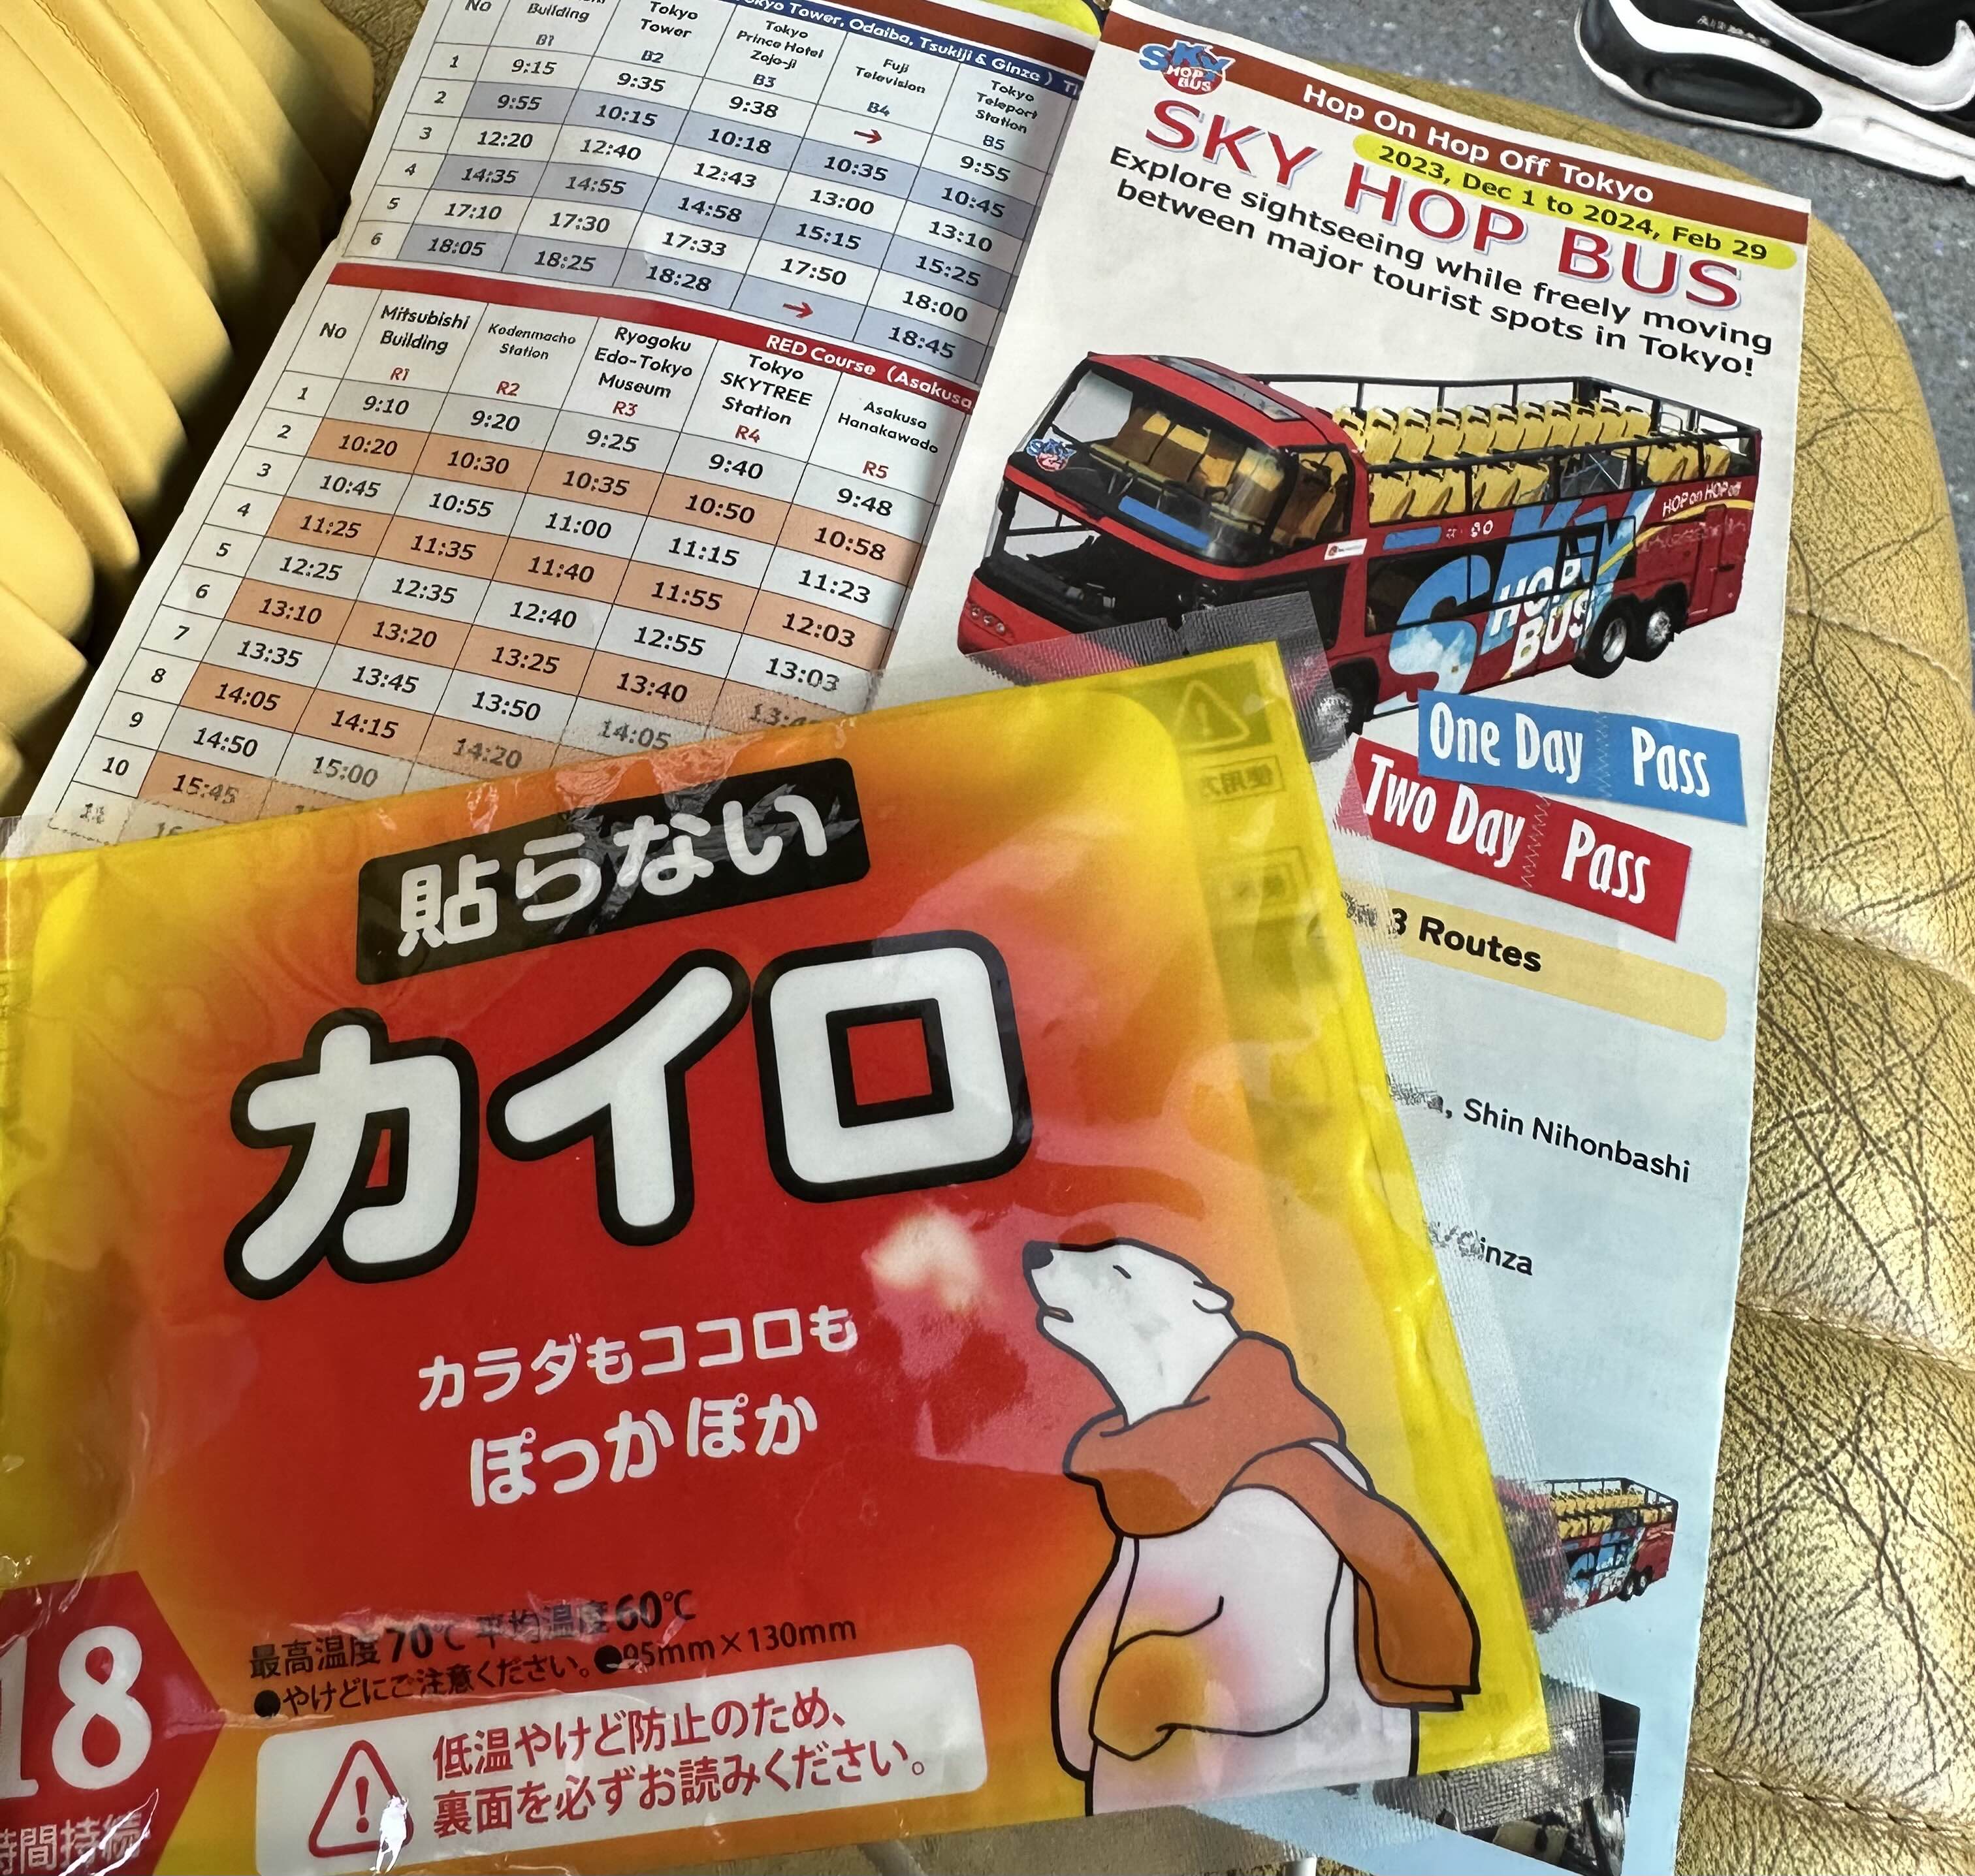 Tokyo Tower, Odaiba, Tsukiji & Ginza )
No Building Tokyo Tower Tokyo Prince Hotel Zojo-ji Fuji Television Tokyo Teleport Station
B1 B2 B3 B4 B5
1 9:15 9:35 9:38 → 9:55
2 9:55 10:15 10:18 10:35 10:45
3 12:20 12:40 12:43 13:00 13:10
4 14:35 14:55 14:58 15:15 15:25
5 17:10 17:30 17:33 17:50 18:00
6 18:05 18:25 18:28 → 18:45
RED Course (Asakusa
No Mitsubishi Building Kodenmacho Station Ryogoku Edo-Tokyo Museum Tokyo SKYTREE Station Asakusa Hanakawado
R1 R2 R3 R4 R5
1 9:10 9:20 9:25 9:40 9:48
2 10:20 10:30 10:35 10:50 10:58
3 10:45 10:55 11:00 11:15 11:23
4 11:25 11:35 11:40 11:55 12:03
5 12:25 12:35 12:40 12:55 13:03
6 13:10 13:20 13:25 13:40
7 13:35 13:45 13:50 14:05
8 14:05 14:15 14:20
9 14:50 15:00
10 15:45
11
SKY HOP BUS
Hop On Hop Off Tokyo
2023, Dec 1 to 2024, Feb 29
SKY HOP BUS
Explore sightseeing while freely moving
between major tourist spots in Tokyo!
HOP on HOP off
SKY HOP BUS
One Day Pass
Two Day Pass
3 Routes
, Shin Nihonbashi
Ginza
貼らない
カイロ
カラダもココロも
ぽっかぽか
最高温度70℃ 平均温度60℃
●やけどにご注意ください。●95mm×130mm
低温やけど防止のため、
裏面を必ずお読みください。
18
時間持続